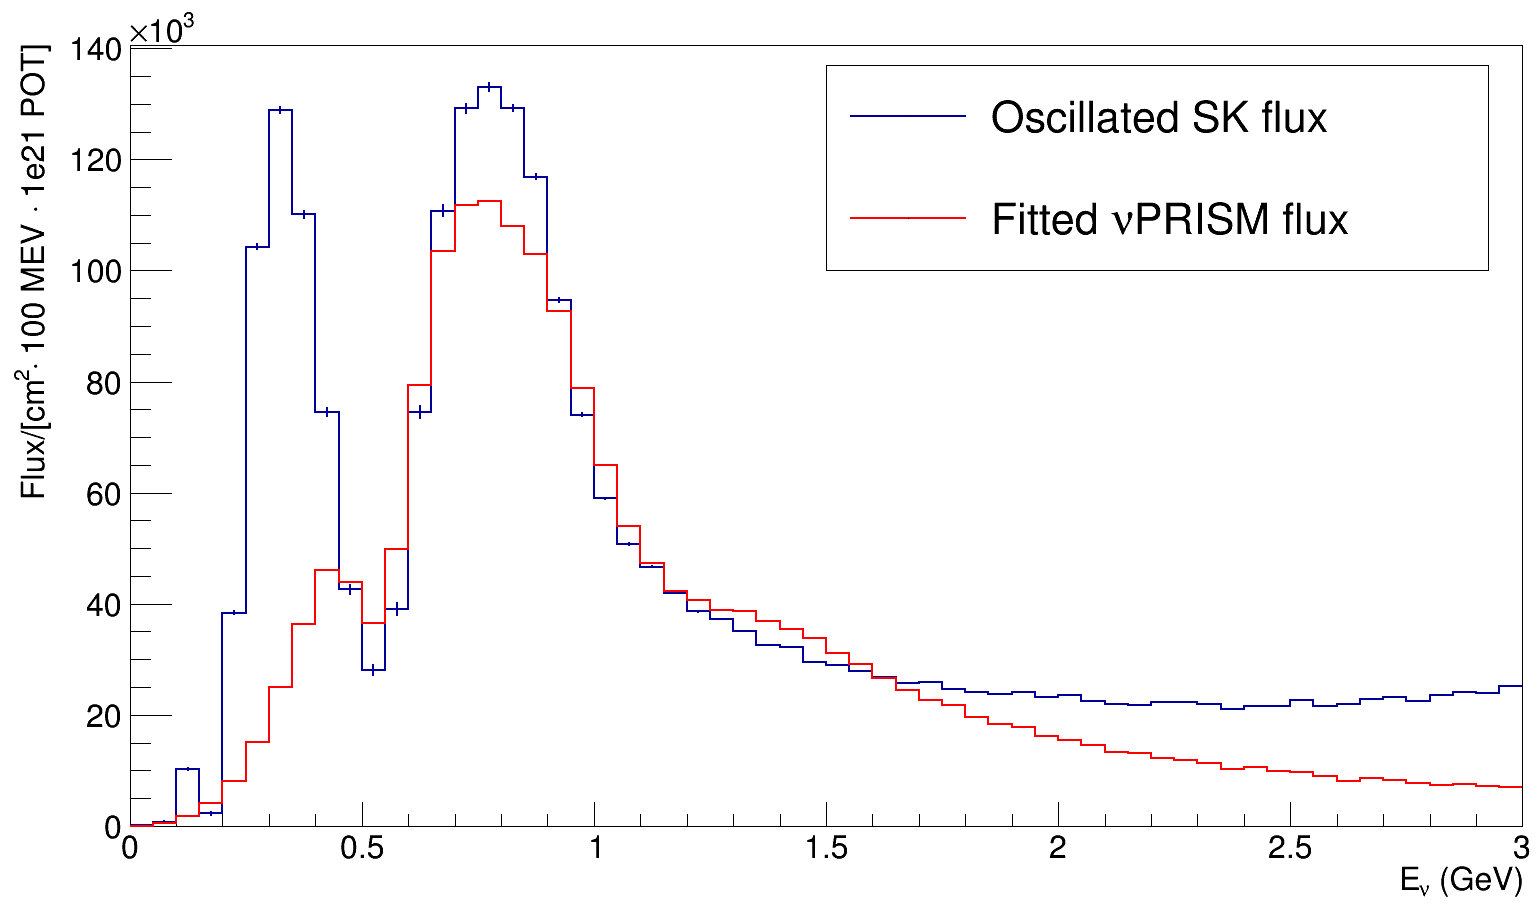 ×10³
140
120
100
80
60
40
20
0
Flux/[cm²· 100 MEV · 1e21 POT]
Oscillated SK flux
Fitted νPRISM flux
0 0.5 1 1.5 2 2.5 3
Eᵥ (GeV)